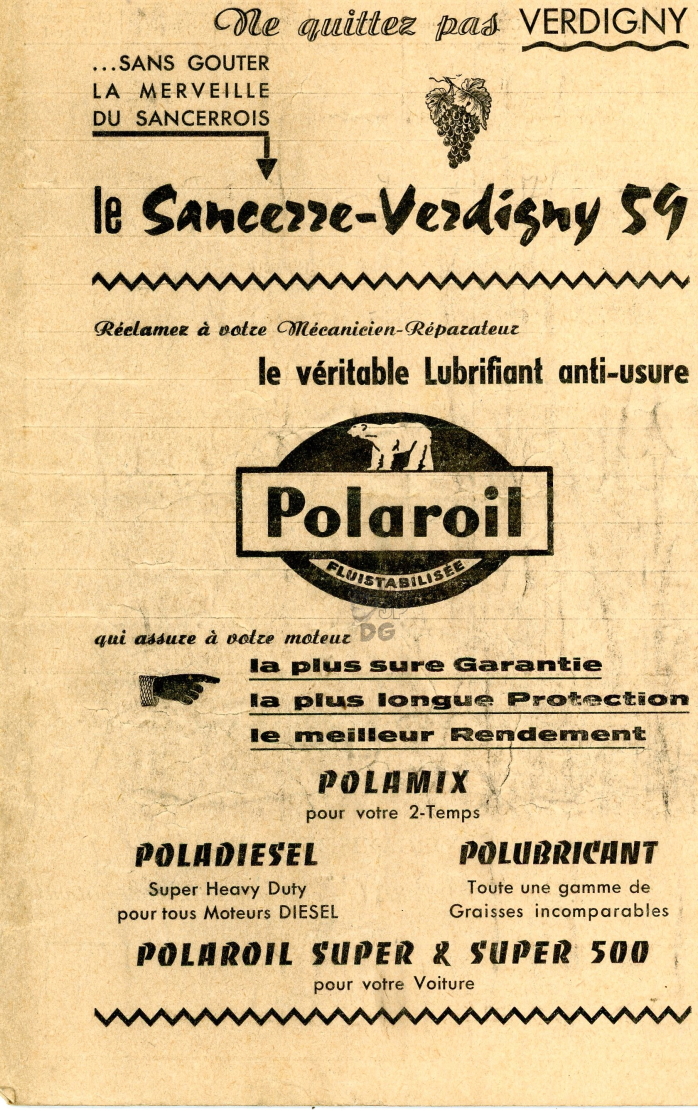 Ne quittez pas VERDIGNY
...SANS GOUTER
LA MERVEILLE
DU SANCERROIS
le Sancerre-Verdigny 59
Réclamez à votre Mécanicien-Réparateur
le véritable Lubrifiant anti-usure
Polaroil
FLUISTABILISÉE
DG
qui assure à votre moteur
la plus sure Garantie
la plus longue Protection
le meilleur Rendement
POLAMIX
pour votre 2-Temps
POLADIESEL
Super Heavy Duty
pour tous Moteurs DIESEL
POLUBRICANT
Toute une gamme de
Graisses incomparables
POLAROIL SUPER & SUPER 500
pour votre Voiture